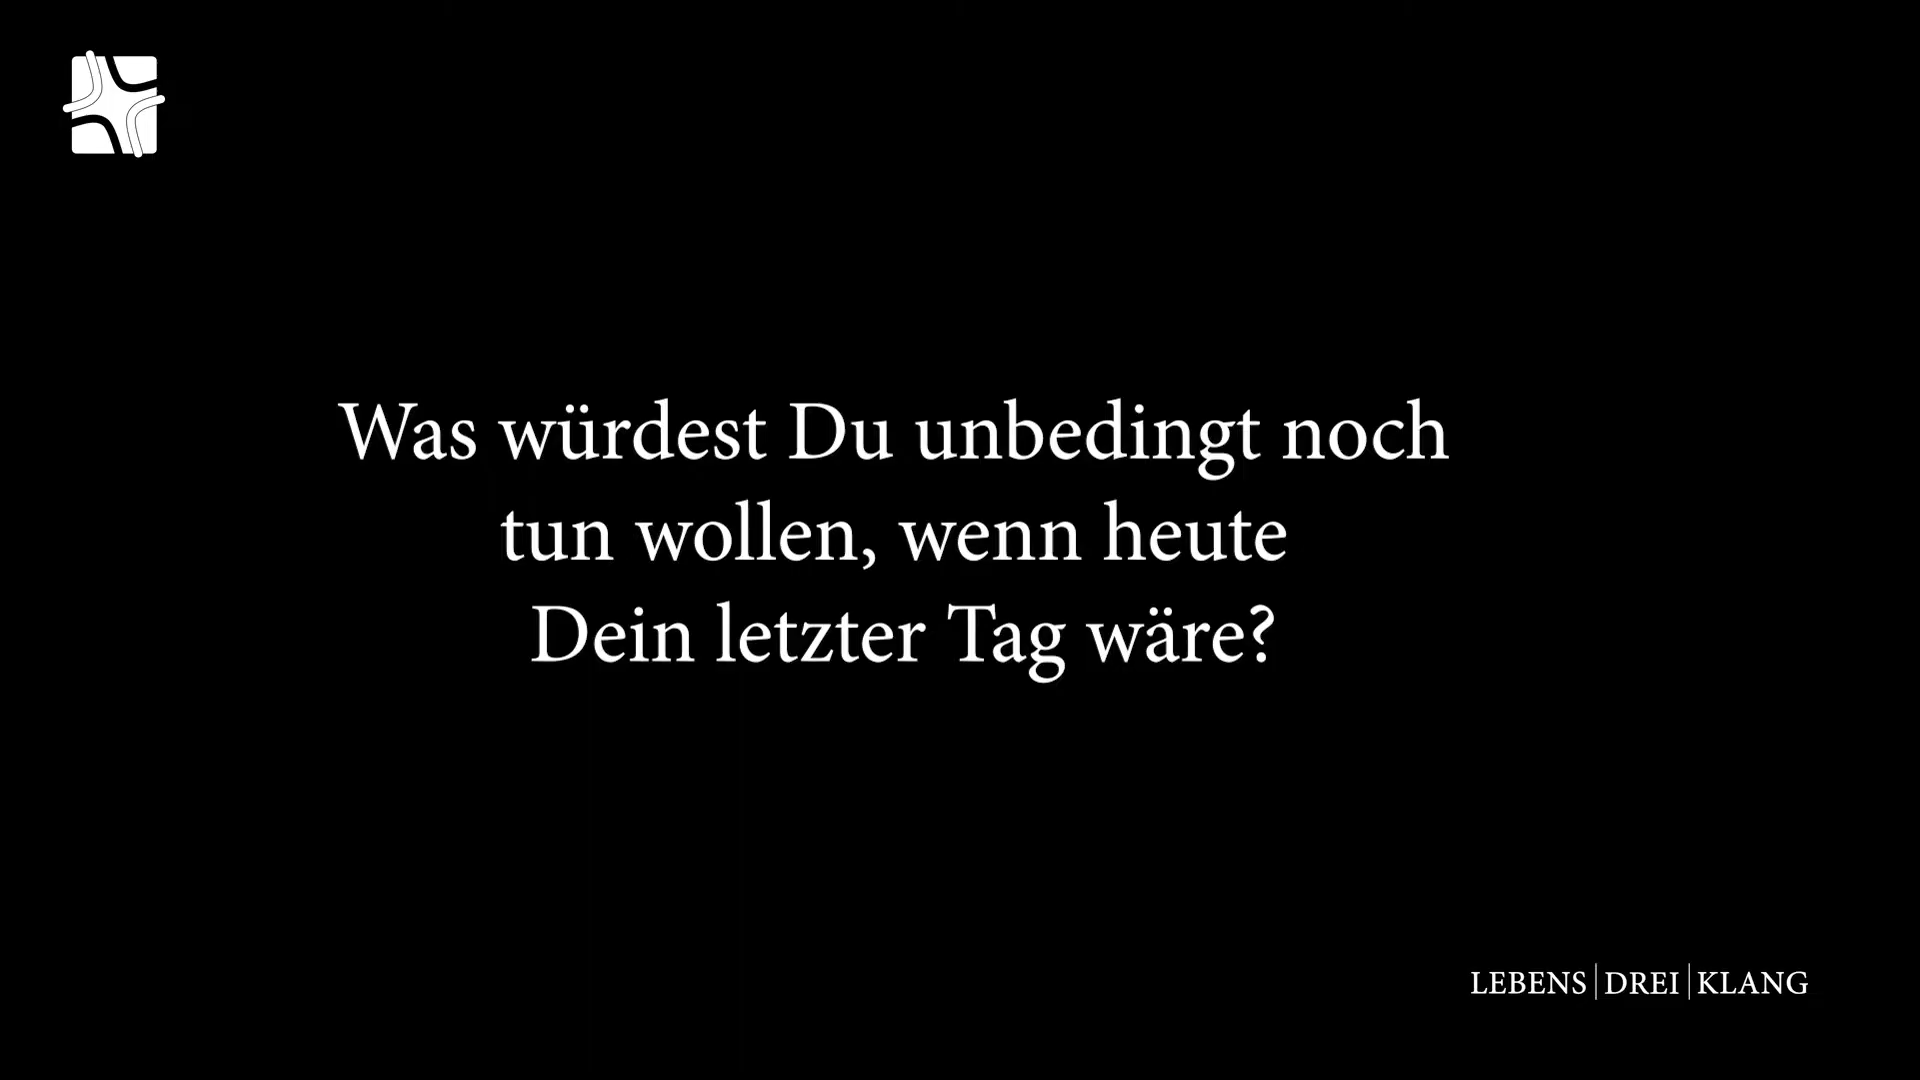 Was würdest Du unbedingt noch
tun wollen, wenn heute
Dein letzter Tag wäre?
LEBENS|DREI|KLANG